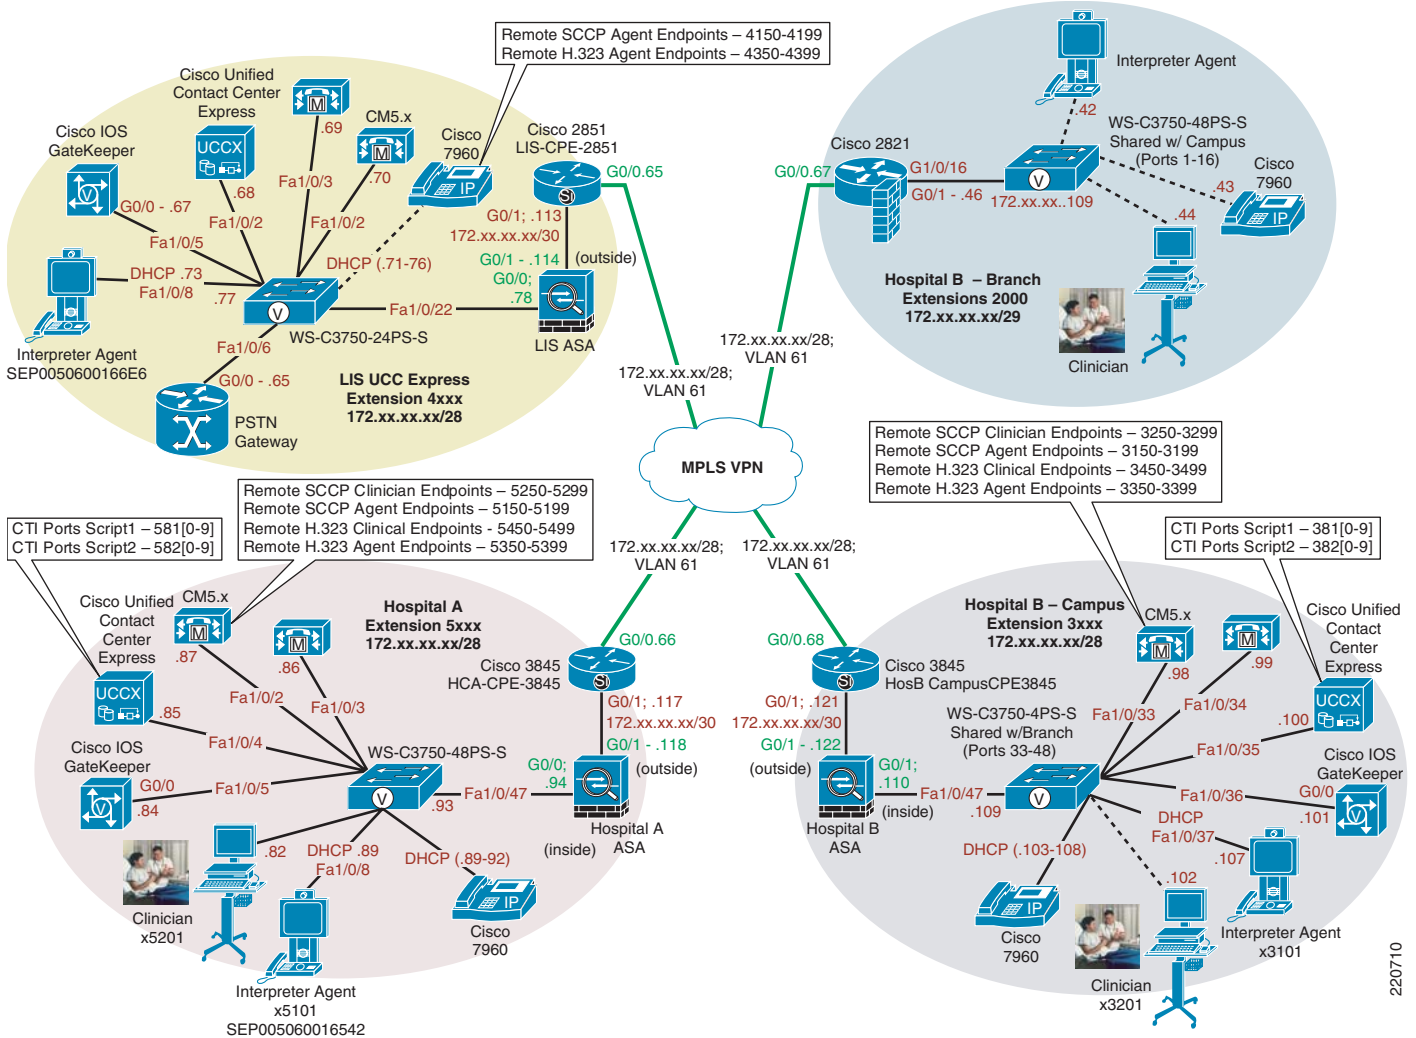 Remote SCCP Agent Endpoints – 4150-4199
Remote H.323 Agent Endpoints – 4350-4399
Cisco Unified
Contact Center
Express
UCCX
.68
M
.69
CM5.x
M
.70
Cisco
7960
IP
Cisco 2851
LIS-CPE-2851
Si
G0/0.65
Cisco IOS
GateKeeper
V
G0/0 - .67
Fa1/0/5
Fa1/0/2
Fa1/0/3
Fa1/0/2
G0/1; .113
172.xx.xx.xx/30
G0/1 - .114
(outside)
G0/0;
.78
DHCP (.71-76)
DHCP .73
Fa1/0/8
.77
V
Fa1/0/22
WS-C3750-24PS-S
LIS ASA
Interpreter Agent
SEP0050600166E6
Fa1/0/6
G0/0 - .65
PSTN
Gateway
LIS UCC Express
Extension 4xxx
172.xx.xx.xx/28
172.xx.xx.xx/28;
VLAN 61
Interpreter Agent
.42
WS-C3750-48PS-S
Shared w/ Campus
(Ports 1-16)
Cisco 2821
G0/0.67
G1/0/16
G0/1 - .46
V
172.xx.xx..109
.43
Cisco
7960
IP
.44
Hospital B – Branch
Extensions 2000
172.xx.xx.xx/29
Clinician
172.xx.xx.xx/28;
VLAN 61
MPLS VPN
Remote SCCP Clinician Endpoints – 5250-5299
Remote SCCP Agent Endpoints – 5150-5199
Remote H.323 Clinical Endpoints - 5450-5499
Remote H.323 Agent Endpoints – 5350-5399
CTI Ports Script1 – 581[0-9]
CTI Ports Script2 – 582[0-9]
172.xx.xx.xx/28;
VLAN 61
Cisco Unified
Contact
Center
Express
CM5.x
M
.87
M
.86
Hospital A
Extension 5xxx
172.xx.xx.xx/28
G0/0.66
Cisco 3845
HCA-CPE-3845
Si
UCCX
.85
Fa1/0/2
Fa1/0/3
Fa1/0/4
G0/1; .117
172.xx.xx.xx/30
G0/1 - .118
(outside)
G0/0;
.94
WS-C3750-48PS-S
Cisco IOS
GateKeeper
V
G0/0
.84
Fa1/0/5
V
.93
Fa1/0/47
Hospital A
ASA
(inside)
.82
DHCP .89
Fa1/0/8
DHCP (.89-92)
Clinician
x5201
IP
Cisco
7960
Interpreter Agent
x5101
SEP005060016542
Remote SCCP Clinician Endpoints – 3250-3299
Remote SCCP Agent Endpoints – 3150-3199
Remote H.323 Clinical Endpoints – 3450-3499
Remote H.323 Agent Endpoints – 3350-3399
CTI Ports Script1 – 381[0-9]
CTI Ports Script2 – 382[0-9]
172.xx.xx.xx/28;
VLAN 61
Hospital B – Campus
Extension 3xxx
172.xx.xx.xx/28
CM5.x
M
.98
M
.99
Cisco Unified
Contact
Center
Express
UCCX
.100
G0/0.68
Cisco 3845
HosB CampusCPE3845
Si
G0/1; .121
172.xx.xx.xx/30
G0/1 - .122
(outside)
WS-C3750-4PS-S
Shared w/Branch
(Ports 33-48)
Fa1/0/33
Fa1/0/34
Fa1/0/35
Cisco IOS
GateKeeper
V
G0/0
.101
G0/1;
.110
Fa1/0/47
(inside)
.109
V
Fa1/0/36
DHCP
Fa1/0/37
.107
Hospital B
ASA
DHCP (.103-108)
.102
IP
Cisco
7960
Clinician
x3201
Interpreter Agent
x3101
220710